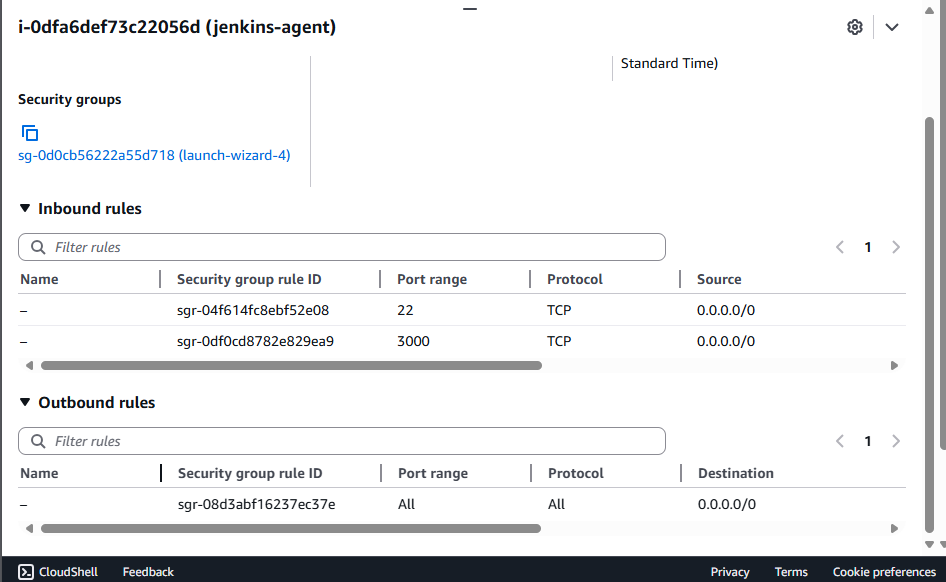 i-0dfa6def73c22056d (jenkins-agent)
Standard Time)
Security groups
sg-0d0cb56222a55d718 (launch-wizard-4)
Inbound rules
Filter rules
1
Name Security group rule ID Port range Protocol Source
– sgr-04f614fc8ebf52e08 22 TCP 0.0.0.0/0
– sgr-0df0cd8782e829ea9 3000 TCP 0.0.0.0/0
Outbound rules
Filter rules
1
Name Security group rule ID Port range Protocol Destination
– sgr-08d3abf16237ec37e All All 0.0.0.0/0
CloudShell Feedback Privacy Terms Cookie preferences